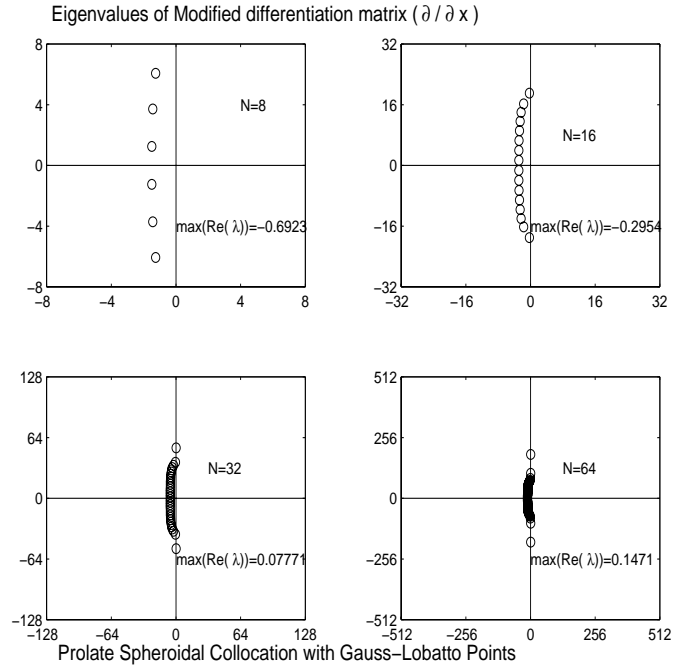 Eigenvalues of Modified differentiation matrix ( ∂ / ∂ x )
8
4
0
−4
−8
N=8
max(Re( λ))=−0.6923
−8 −4 0 4 8
32
16
0
−16
−32
N=16
max(Re( λ))=−0.2954
−32 −16 0 16 32
128
64
0
−64
−128
N=32
max(Re( λ))=0.07771
−128 −64 0 64 128
512
256
0
−256
−512
N=64
max(Re( λ))=0.1471
−512 −256 0 256 512
Prolate Spheroidal Collocation with Gauss−Lobatto Points